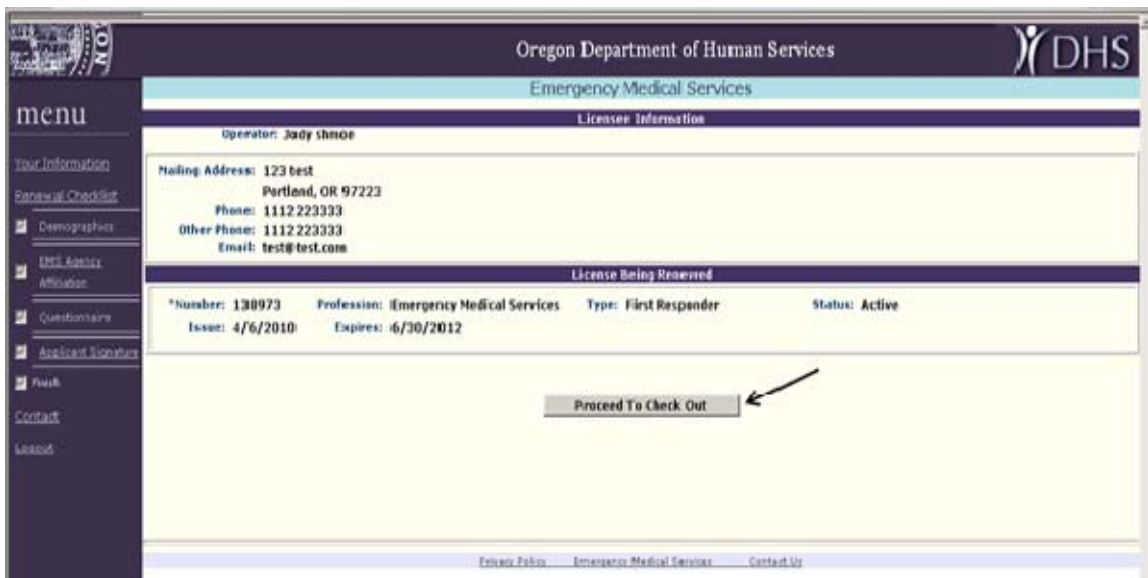 Oregon Department of Human Services
DHS
Emergency Medical Services
menu
Your Information
Renewal Checklist
Demographics
EMS Agency
Affiliation
Questionnaire
Applicant Signature
Finish
Contact
Logout
Licensee Information
Operator: Jody shmoe
Mailing Address: 123 test
Portland, OR 97223
Phone: 1112223333
Other Phone: 1112223333
Email: test@test.com
License Being Renewed
*Number: 138973 Profession: Emergency Medical Services Type: First Responder Status: Active
Issue: 4/6/2010 Expires: 6/30/2012
Proceed To Check Out
Privacy Policy Emergency Medical Services Contact Us